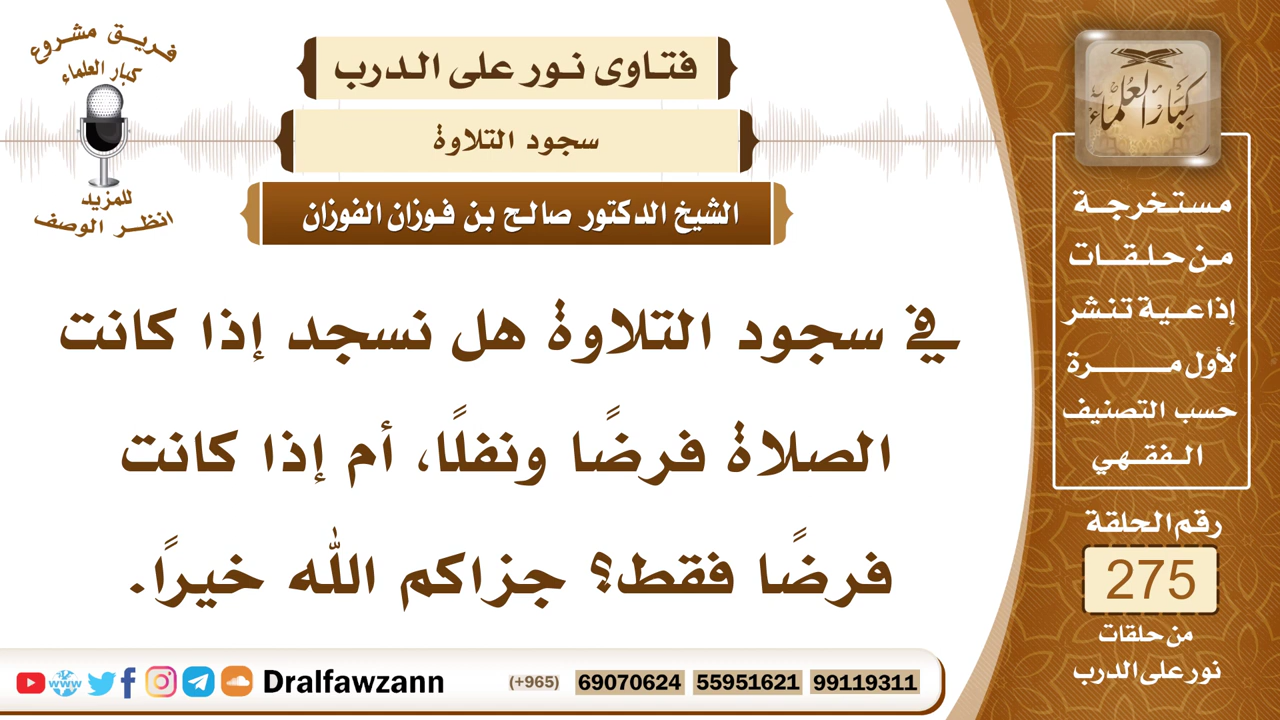 فتاوى نور على الدرب
سجود التلاوة
الشيخ الدكتور صالح بن فوزان الفوزان
في سجود التلاوة هل نسجد إذا كانت
الصلاة فرضًا ونفلًا، أم إذا كانت
فرضًا فقط؟ جزاكم الله خيرًا.
كبار العلماء
مستخرجة
من حلقات
إذاعية تنشر
لأول مرة
حسب التصنيف
الفقهي
رقم الحلقة
275
من حلقات
نور على الدرب
فريق مشروع
كبار العلماء
للمزيد
انظر الوصف
www
Dralfawzann
(+965) 69070624 55951621 99119311